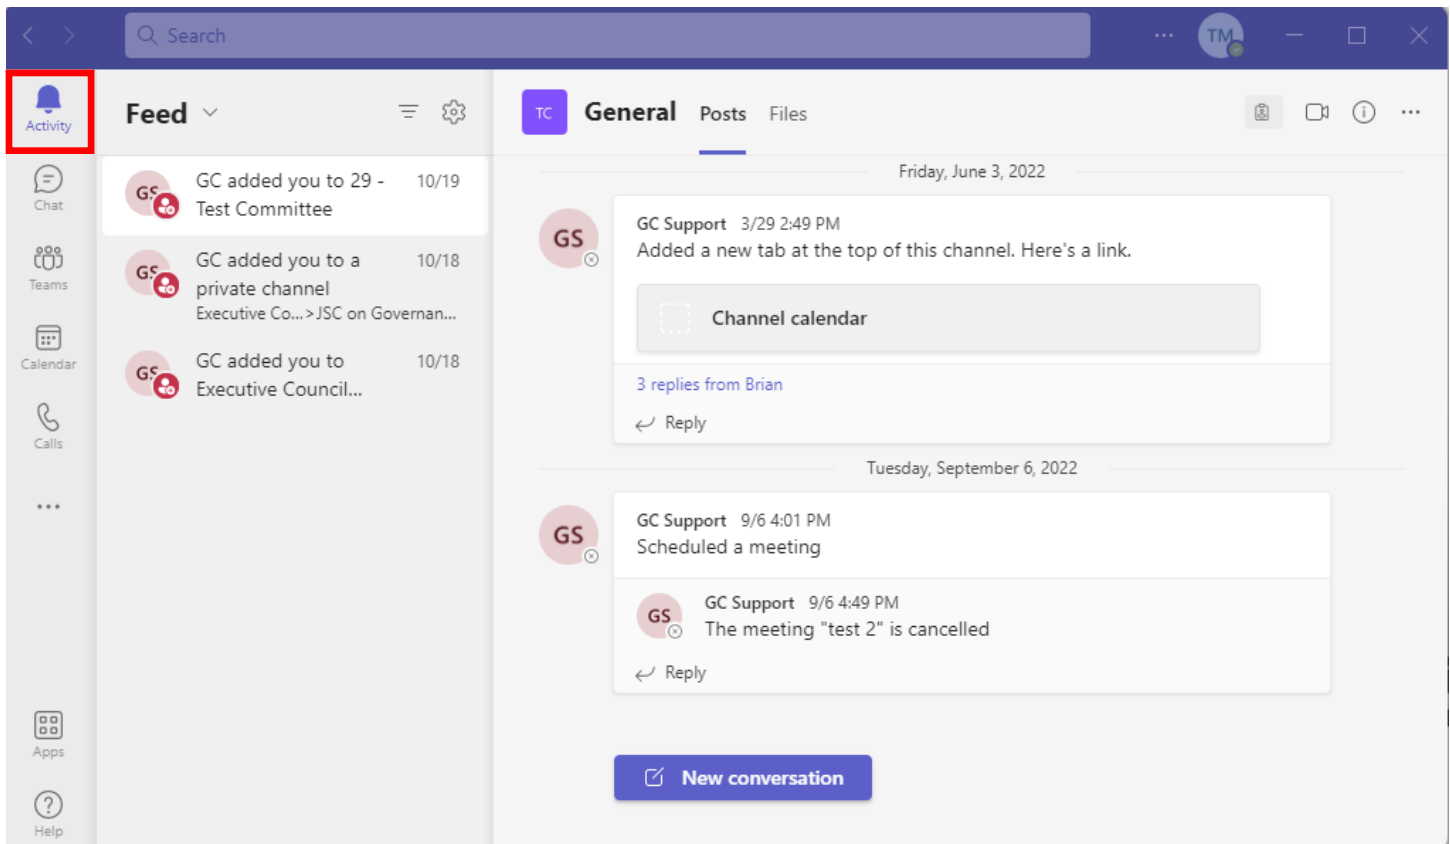 Search
TM
Activity
Chat
Teams
Calendar
Calls
Apps
Help
Feed
GS
GC added you to 29 - 10/19
Test Committee
GS
GC added you to a 10/18
private channel
Executive Co...>JSC on Governan...
GS
GC added you to 10/18
Executive Council...
TC
General Posts Files
Friday, June 3, 2022
GS
GC Support 3/29 2:49 PM
Added a new tab at the top of this channel. Here's a link.
Channel calendar
3 replies from Brian
Reply
Tuesday, September 6, 2022
GS
GC Support 9/6 4:01 PM
Scheduled a meeting
GS
GC Support 9/6 4:49 PM
The meeting "test 2" is cancelled
Reply
New conversation